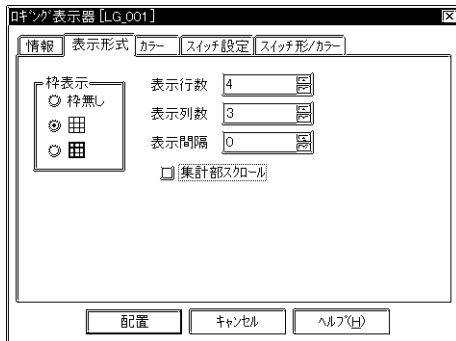 ﾛｷﾞﾝｸﾞ表示器 [LG_001]
情報 表示形式 ｶﾗｰ ｽｲｯﾁ設定 ｽｲｯﾁ形/ｶﾗｰ
枠表示
枠無し
表示行数 4
表示列数 3
表示間隔 0
集計部ｽｸﾛｰﾙ
配置 ｷｬﾝｾﾙ ﾍﾙﾌﾟ(H)